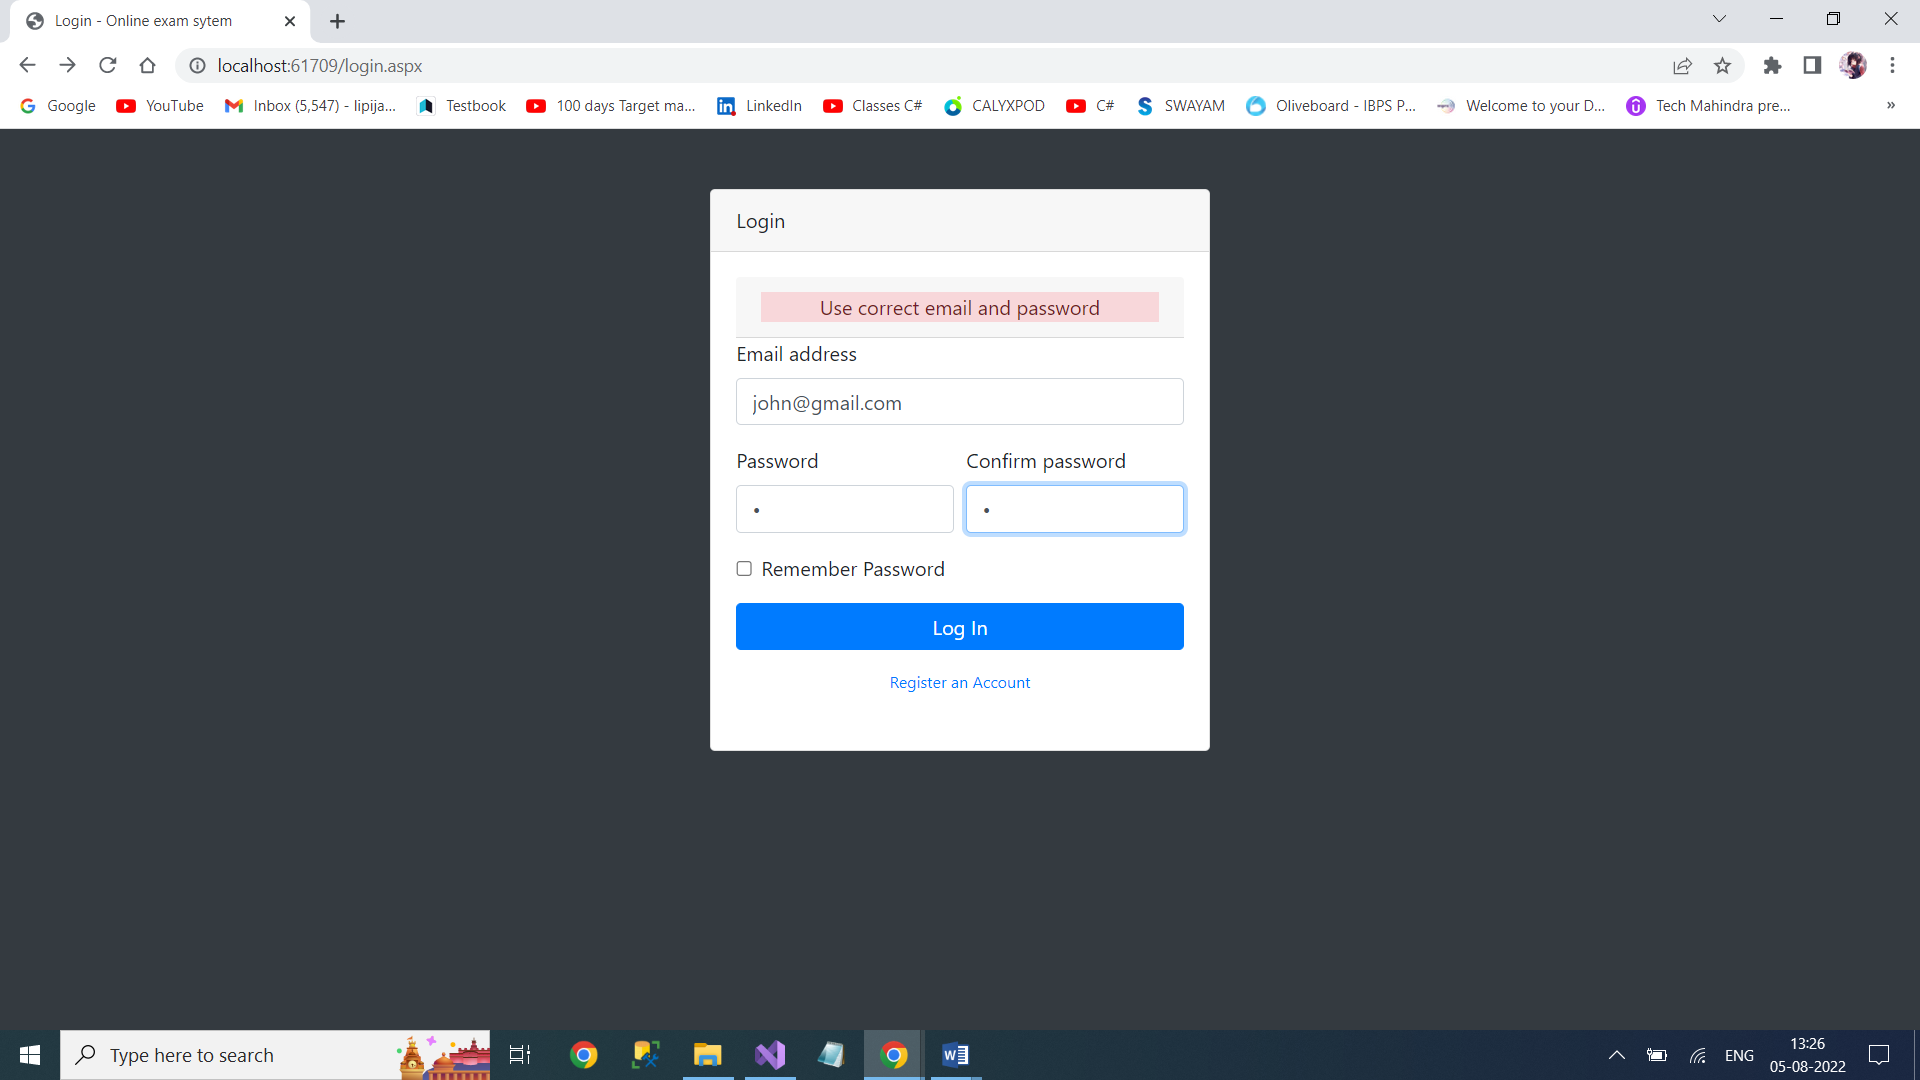 Login - Online exam sytem
localhost:61709/login.aspx
Google YouTube Inbox (5,547) - lipija... Testbook 100 days Target ma... LinkedIn Classes C# CALYXPOD C# SWAYAM Oliveboard - IBPS P... Welcome to your D... Tech Mahindra pre... »
Login
Use correct email and password
Email address
john@gmail.com
Password Confirm password
Remember Password
Log In
Register an Account
Type here to search
ENG
13:26
05-08-2022